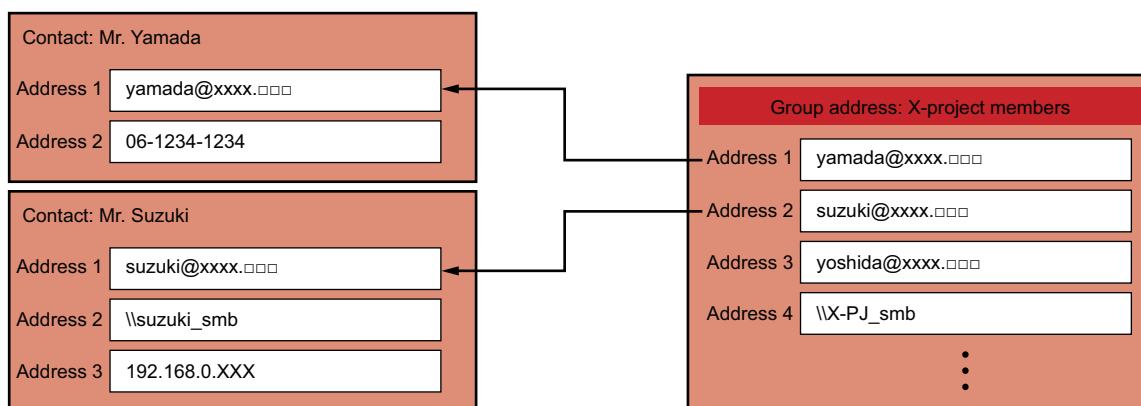 Contact: Mr. Yamada
Address 1 yamada@xxxx.□□□
Address 2 06-1234-1234
Contact: Mr. Suzuki
Address 1 suzuki@xxxx.□□□
Address 2 \\suzuki_smb
Address 3 192.168.0.XXX
Group address: X-project members
Address 1 yamada@xxxx.□□□
Address 2 suzuki@xxxx.□□□
Address 3 yoshida@xxxx.□□□
Address 4 \\X-PJ_smb